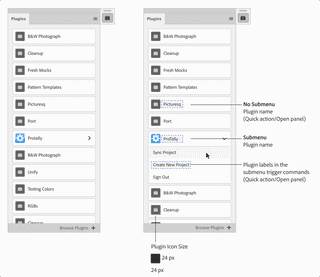 Plugins
B&W Photograph
Cleanup
Fresh Mocks
Pattern Templates
Picturesq
Port
ProTally
B&W Photograph
Unify
Testing Colors
RGBs
Cleanup
Browse Plugins +
Plugins
B&W Photograph
Cleanup
Fresh Mocks
Pattern Templates
Picturesq
Port
ProTally
Sync Project
Create New Project
Sign Out
B&W Photograph
Cleanup
Browse Plugins +
No Submenu
Plugin name
(Quick action/Open panel)
Submenu
Plugin name
Plugin labels in the
submenu trigger commands
(Quick action/Open panel)
Plugin Icon Size
24 px
24 px